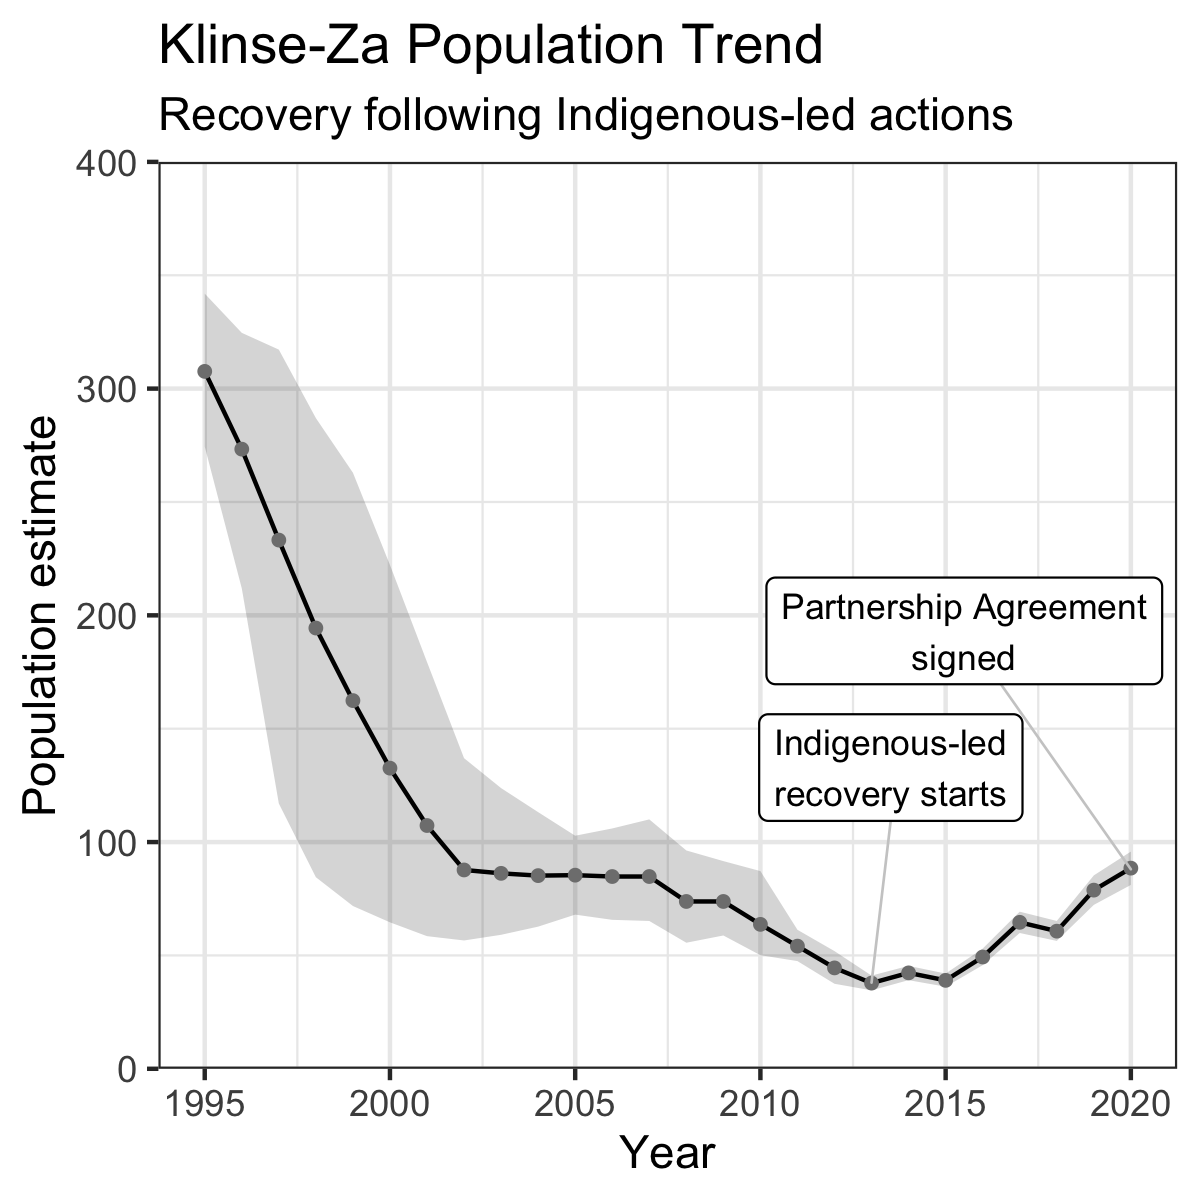 Klinse-Za Population Trend
Recovery following Indigenous-led actions
400
300
200
100
0
Population estimate
Partnership Agreement
signed
Indigenous-led
recovery starts
1995 2000 2005 2010 2015 2020
Year